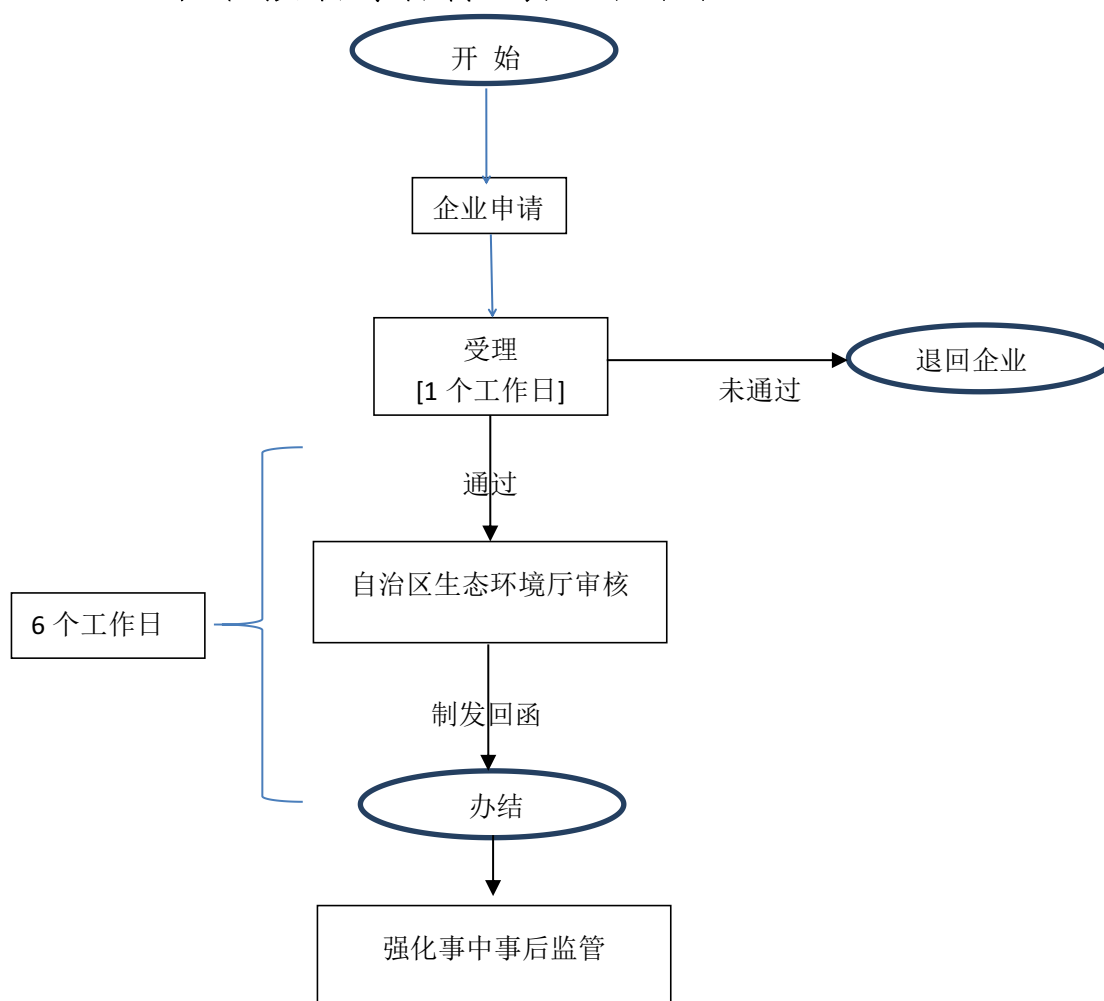 开 始
企业申请
受理
[1 个工作日]
退回企业
未通过
通过
自治区生态环境厅审核
6 个工作日
制发回函
办结
强化事中事后监管